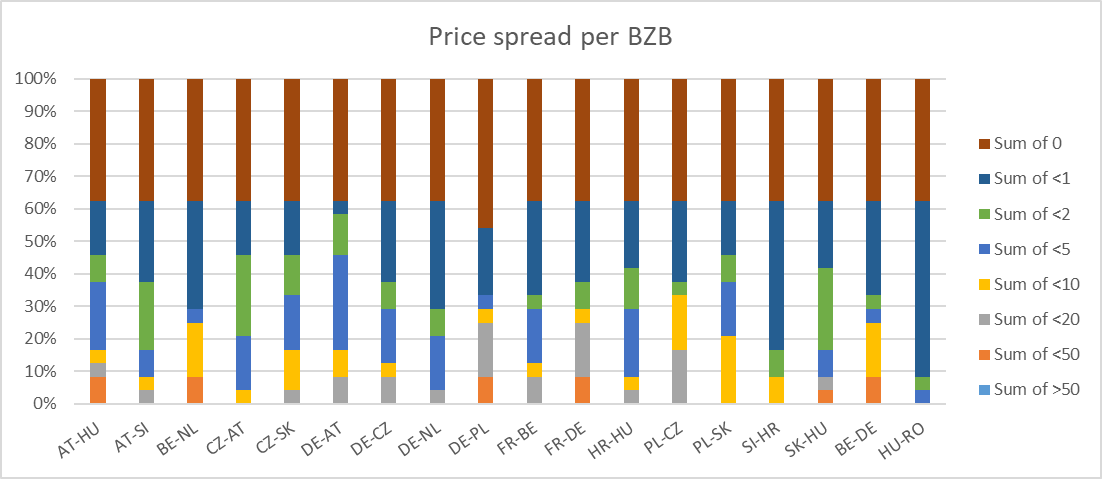 Price spread per BZB
100%
90%
80%
70%
60%
50%
40%
30%
20%
10%
0%
AT-HU
AT-SI
BE-NL
CZ-AT
CZ-SK
DE-AT
DE-CZ
DE-NL
DE-PL
FR-BE
FR-DE
HR-HU
PL-CZ
PL-SK
SI-HR
SK-HU
BE-DE
HU-RO
Sum of 0
Sum of <1
Sum of <2
Sum of <5
Sum of <10
Sum of <20
Sum of <50
Sum of >50